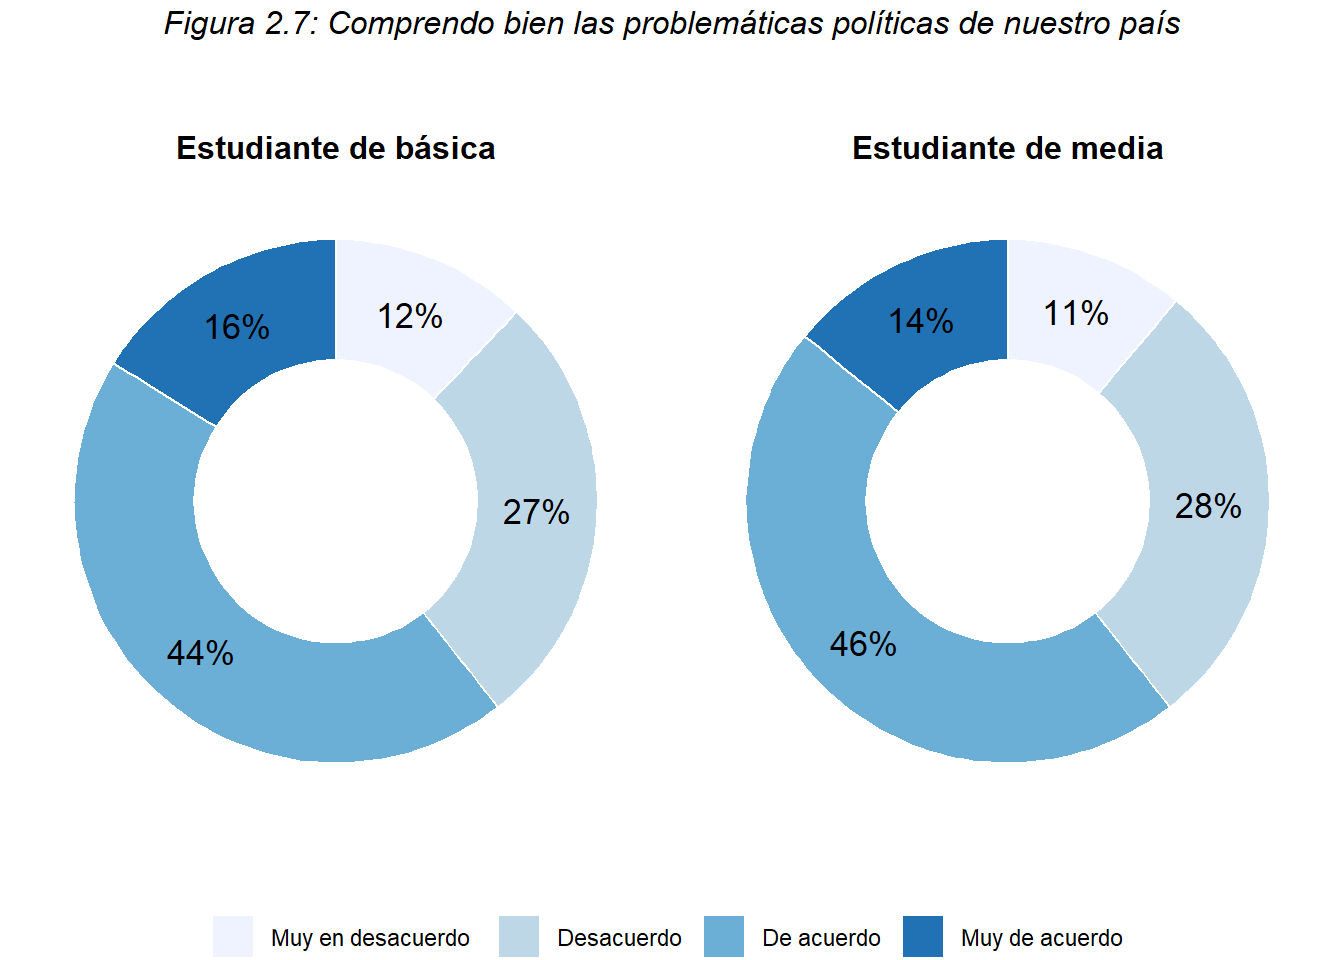 Figura 2.7: Comprendo bien las problemáticas políticas de nuestro país
Estudiante de básica
16%
12%
27%
44%
Estudiante de media
14%
11%
28%
46%
Muy en desacuerdo
Desacuerdo
De acuerdo
Muy de acuerdo